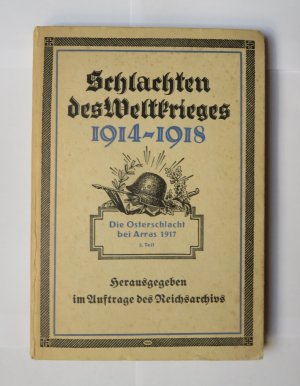 Schlachten
des Weltkrieges
1914-1918
Die Osterschlacht
bei Arras 1917
Herausgegeben
im Auftrage des Reichsarchivs